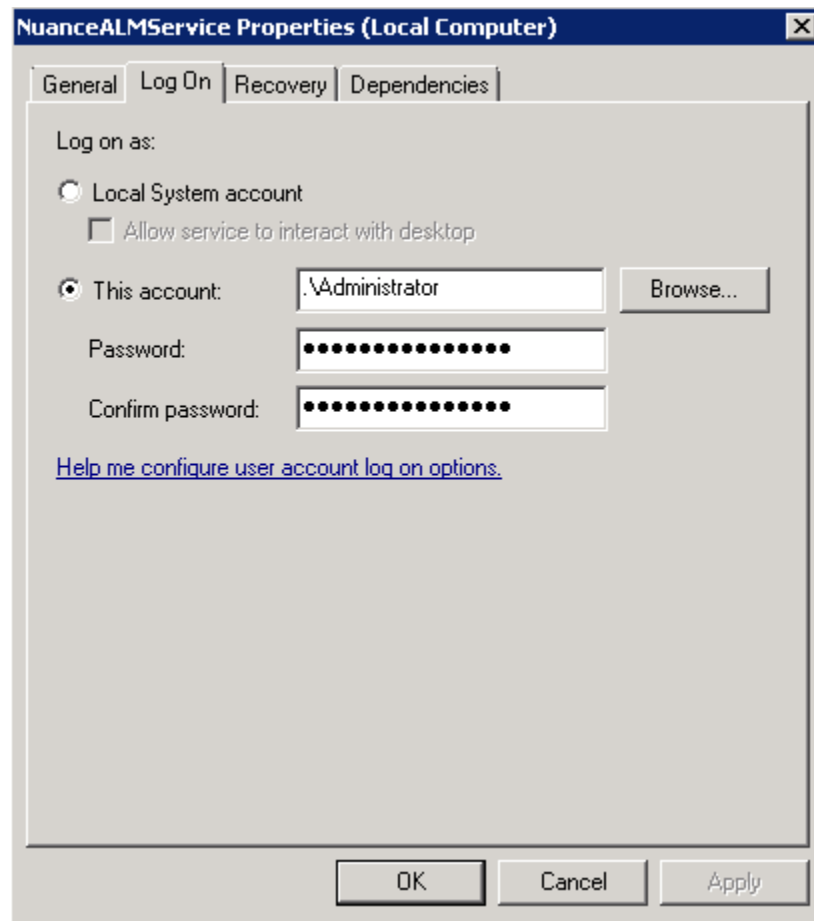 NuanceALMService Properties (Local Computer)
General Log On Recovery Dependencies
Log on as:
Local System account
Allow service to interact with desktop
This account: .\Administrator Browse...
Password: •••••••••••••••
Confirm password: •••••••••••••••
Help me configure user account log on options.
OK Cancel Apply